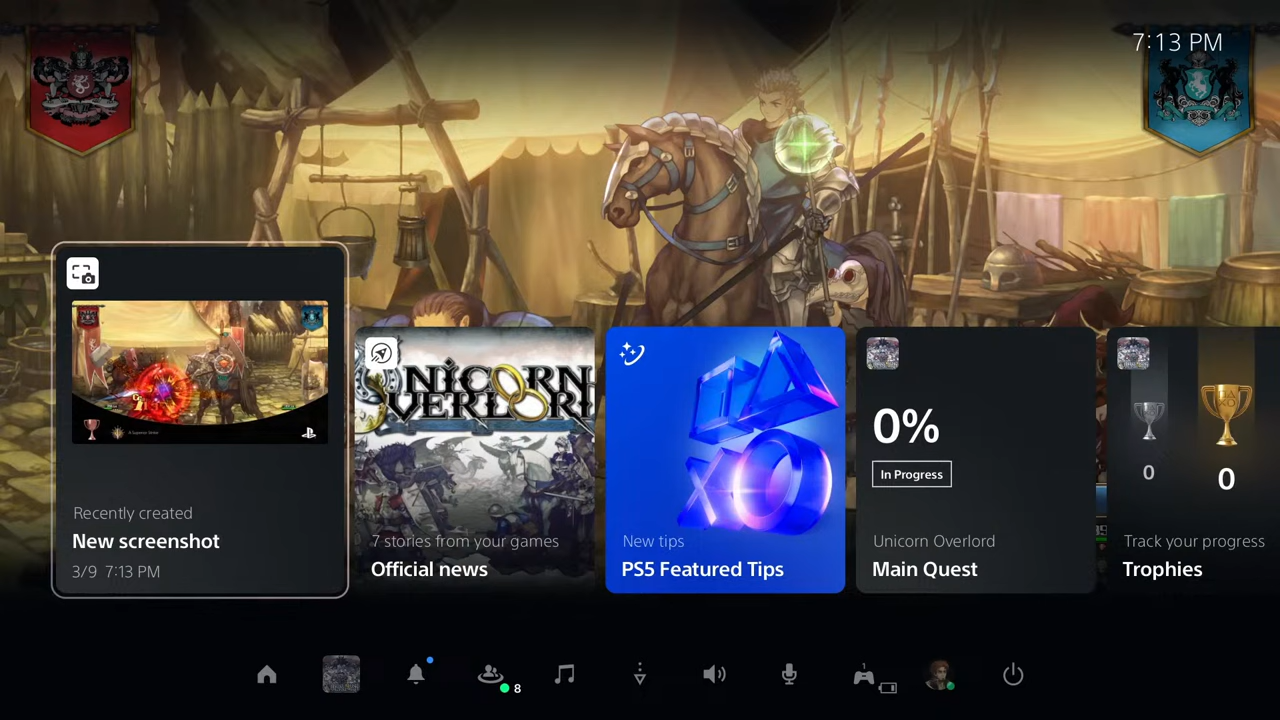 7:13 PM
Recently created
New screenshot
3/9 7:13 PM
UNICORN
OVERLORD
7 stories from your games
Official news
New tips
PS5 Featured Tips
0%
In Progress
Unicorn Overlord
Main Quest
0
0
Track your progress
Trophies
8
1